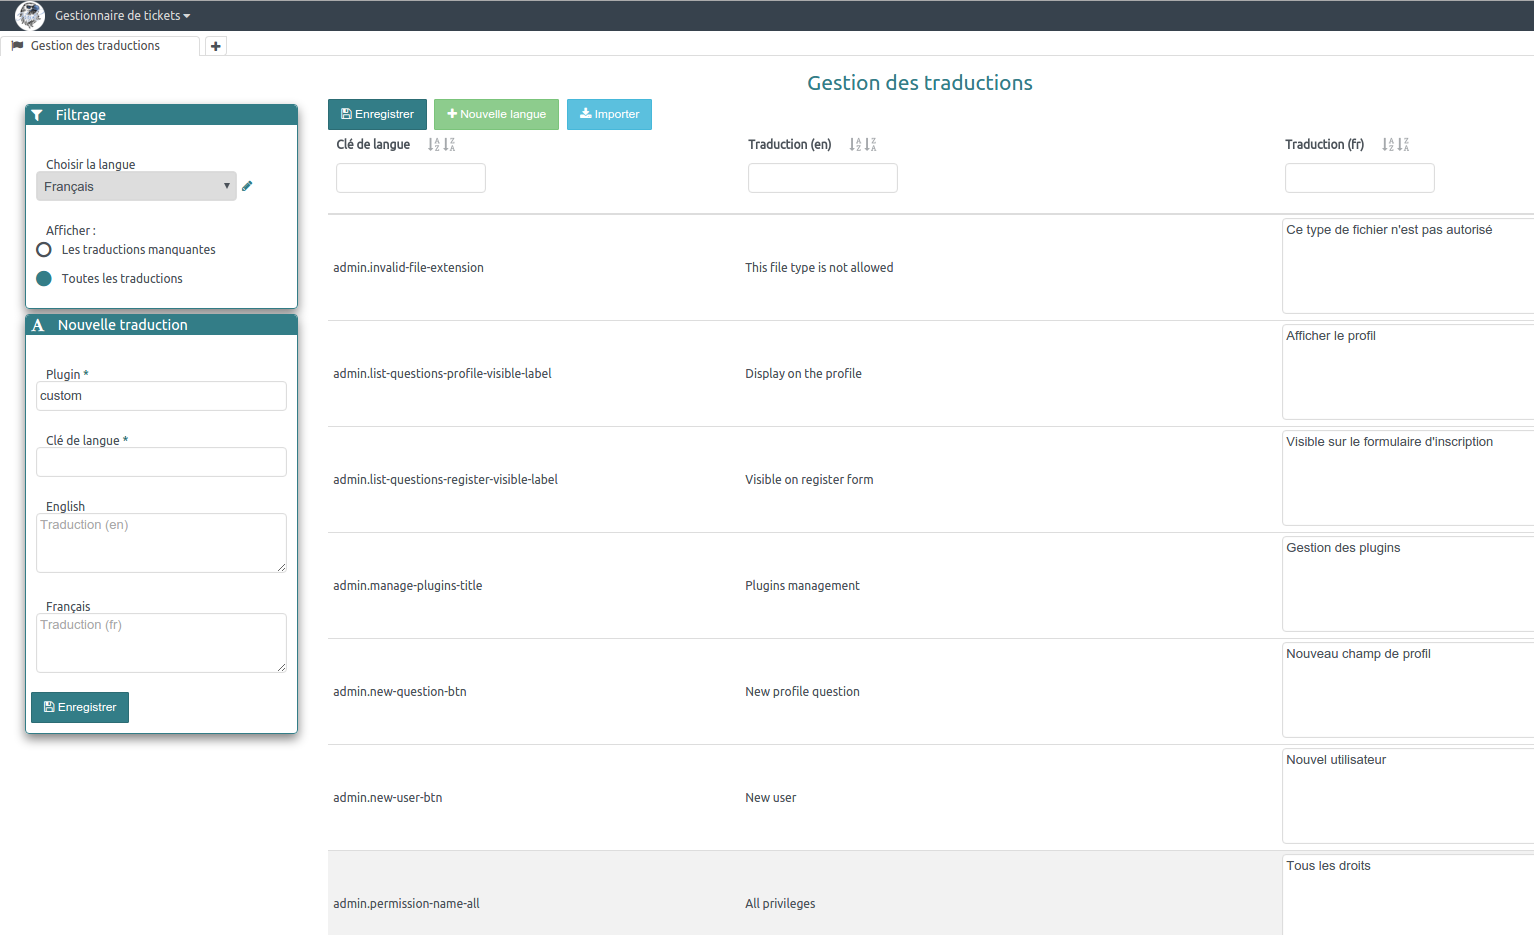 Gestionnaire de tickets
Gestion des traductions
Gestion des traductions
Filtrage
Choisir la langue
Français
Afficher :
Les traductions manquantes
Toutes les traductions
Nouvelle traduction
Plugin *
custom
Clé de langue *
English
Traduction (en)
Français
Traduction (fr)
Enregistrer
Enregistrer
Nouvelle langue
Importer
Clé de langue
Traduction (en)
Traduction (fr)
admin.invalid-file-extension
This file type is not allowed
Ce type de fichier n'est pas autorisé
admin.list-questions-profile-visible-label
Display on the profile
Afficher le profil
admin.list-questions-register-visible-label
Visible on register form
Visible sur le formulaire d'inscription
admin.manage-plugins-title
Plugins management
Gestion des plugins
admin.new-question-btn
New profile question
Nouveau champ de profil
admin.new-user-btn
New user
Nouvel utilisateur
admin.permission-name-all
All privileges
Tous les droits